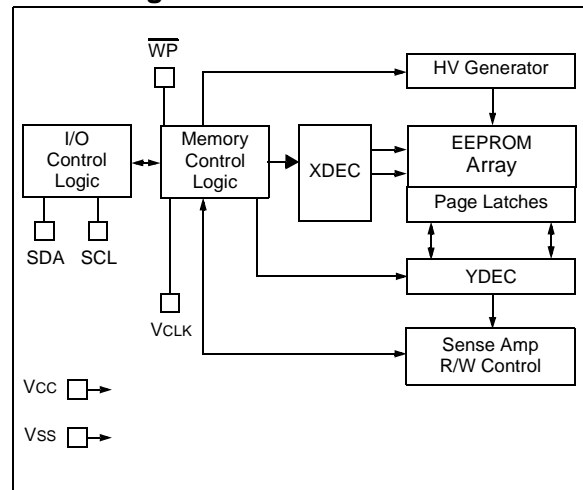 WP
HV Generator
I/O
Control
Logic
Memory
Control
Logic
XDEC
EEPROM
Array
Page Latches
SDA
SCL
YDEC
VCLK
Sense Amp
R/W Control
VCC
VSS